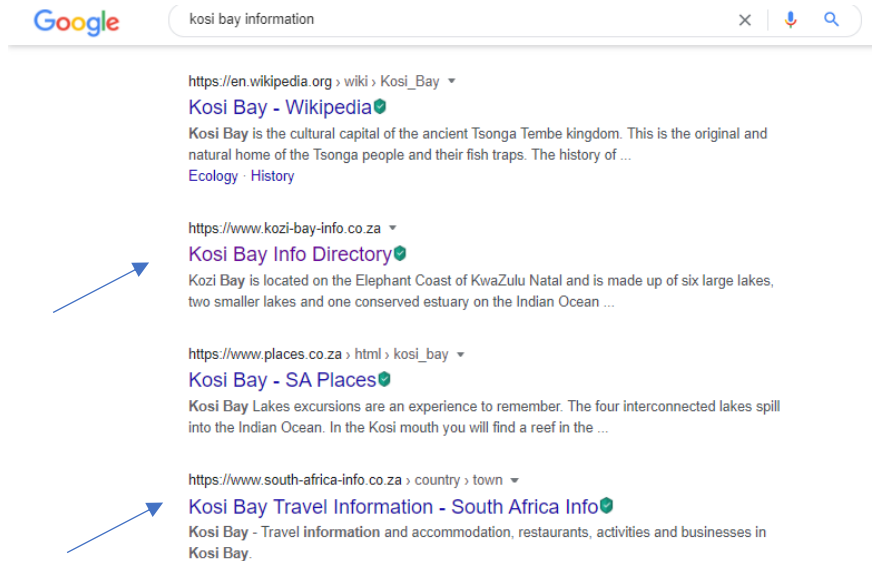 Google
kosi bay information
https://en.wikipedia.org › wiki › Kosi_Bay
Kosi Bay - Wikipedia
Kosi Bay is the cultural capital of the ancient Tsonga Tembe kingdom. This is the original and
natural home of the Tsonga people and their fish traps. The history of ...
Ecology · History
https://www.kozi-bay-info.co.za
Kosi Bay Info Directory
Kozi Bay is located on the Elephant Coast of KwaZulu Natal and is made up of six large lakes,
two smaller lakes and one conserved estuary on the Indian Ocean ...
https://www.places.co.za › html › kosi_bay
Kosi Bay - SA Places
Kosi Bay Lakes excursions are an experience to remember. The four interconnected lakes spill
into the Indian Ocean. In the Kosi mouth you will find a reef in the ...
https://www.south-africa-info.co.za › country › town
Kosi Bay Travel Information - South Africa Info
Kosi Bay - Travel information and accommodation, restaurants, activities and businesses in
Kosi Bay.